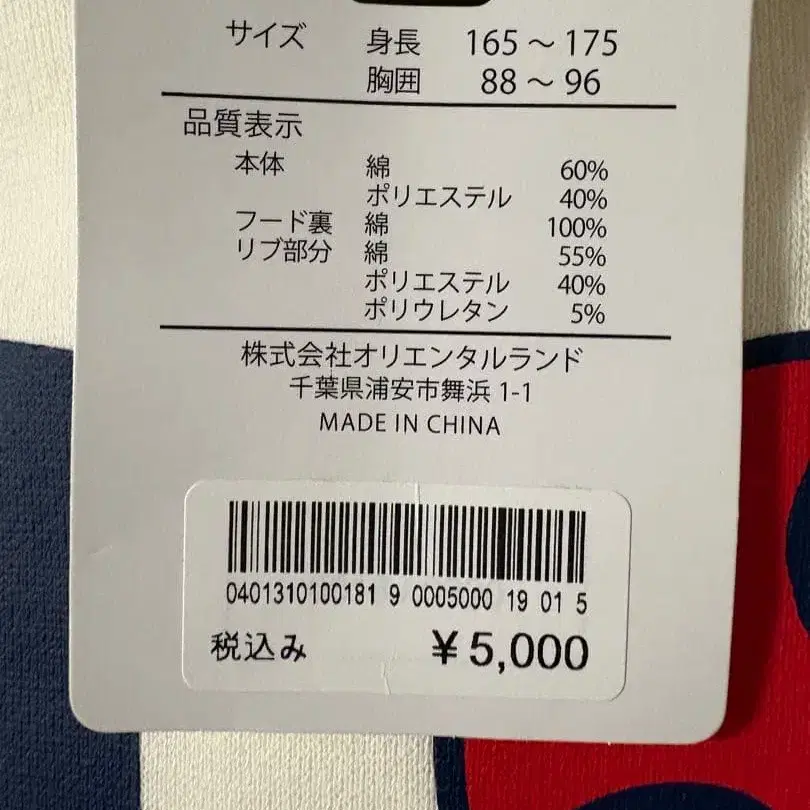 サイズ 身長 165～175
胸囲 88～96
品質表示
本体 綿 60%
ポリエステル 40%
フード裏 綿 100%
リブ部分 綿 55%
ポリエステル 40%
ポリウレタン 5%
株式会社オリエンタルランド
千葉県浦安市舞浜 1-1
MADE IN CHINA
0401310100181 9 0005000 19 01 5
税込み ¥5,000